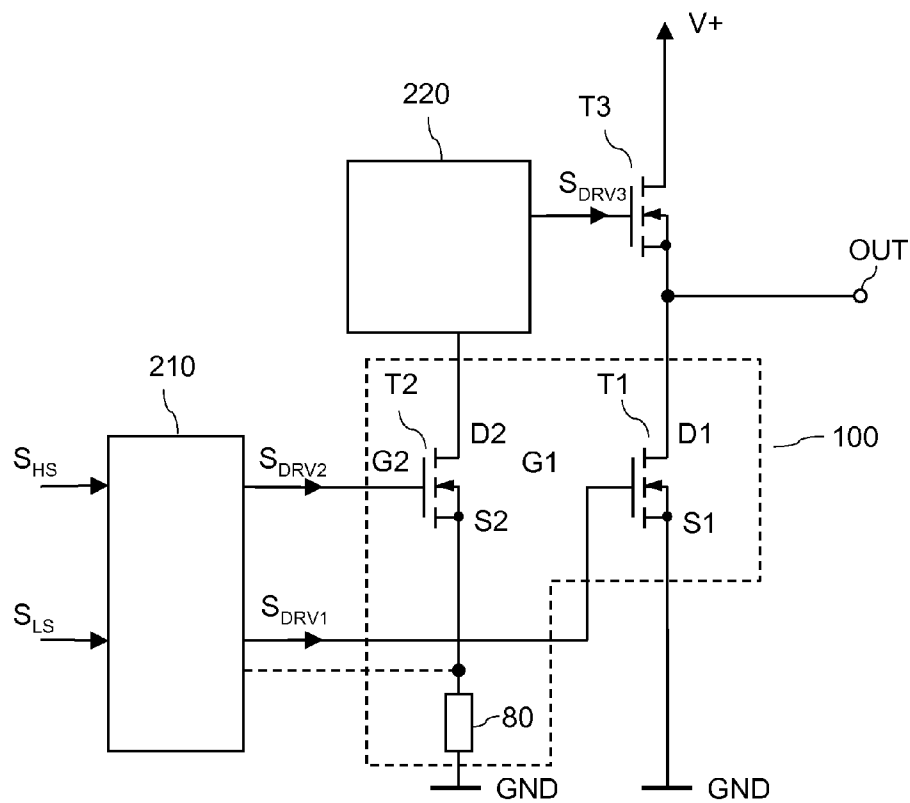 V+
220
T3
S_DRV3
OUT
210
T2
T1
D2
D1
100
S_HS
S_DRV2
G2
G1
S2
S1
S_LS
S_DRV1
80
GND
GND